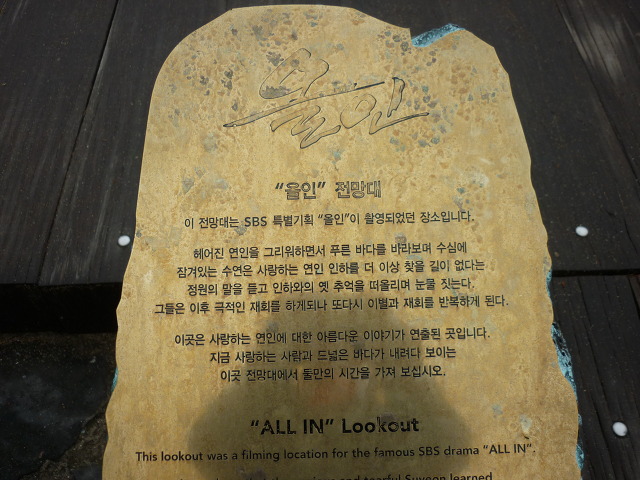 올인
“올인” 전망대
이 전망대는 SBS 특별기획 “올인”이 촬영되었던 장소입니다.
헤어진 연인을 그리워하면서 푸른 바다를 바라보며 수심에
잠겨있는 수연은 사랑하는 연인 인하를 더 이상 찾을 길이 없다는
정원의 말을 듣고 인하와의 옛 추억을 떠올리며 눈물 짓는다.
그들은 이후 극적인 재회를 하게되나 또다시 이별과 재회를 반복하게 된다.
이곳은 사랑하는 연인에 대한 아름다운 이야기가 연출된 곳입니다.
지금 사랑하는 사람과 드넓은 바다가 내려다 보이는
이곳 전망대에서 둘만의 시간을 가져 보십시오.
“ALL IN” Lookout
This lookout was a filming location for the famous SBS drama “ALL IN”.
and tearful Suyeon learned